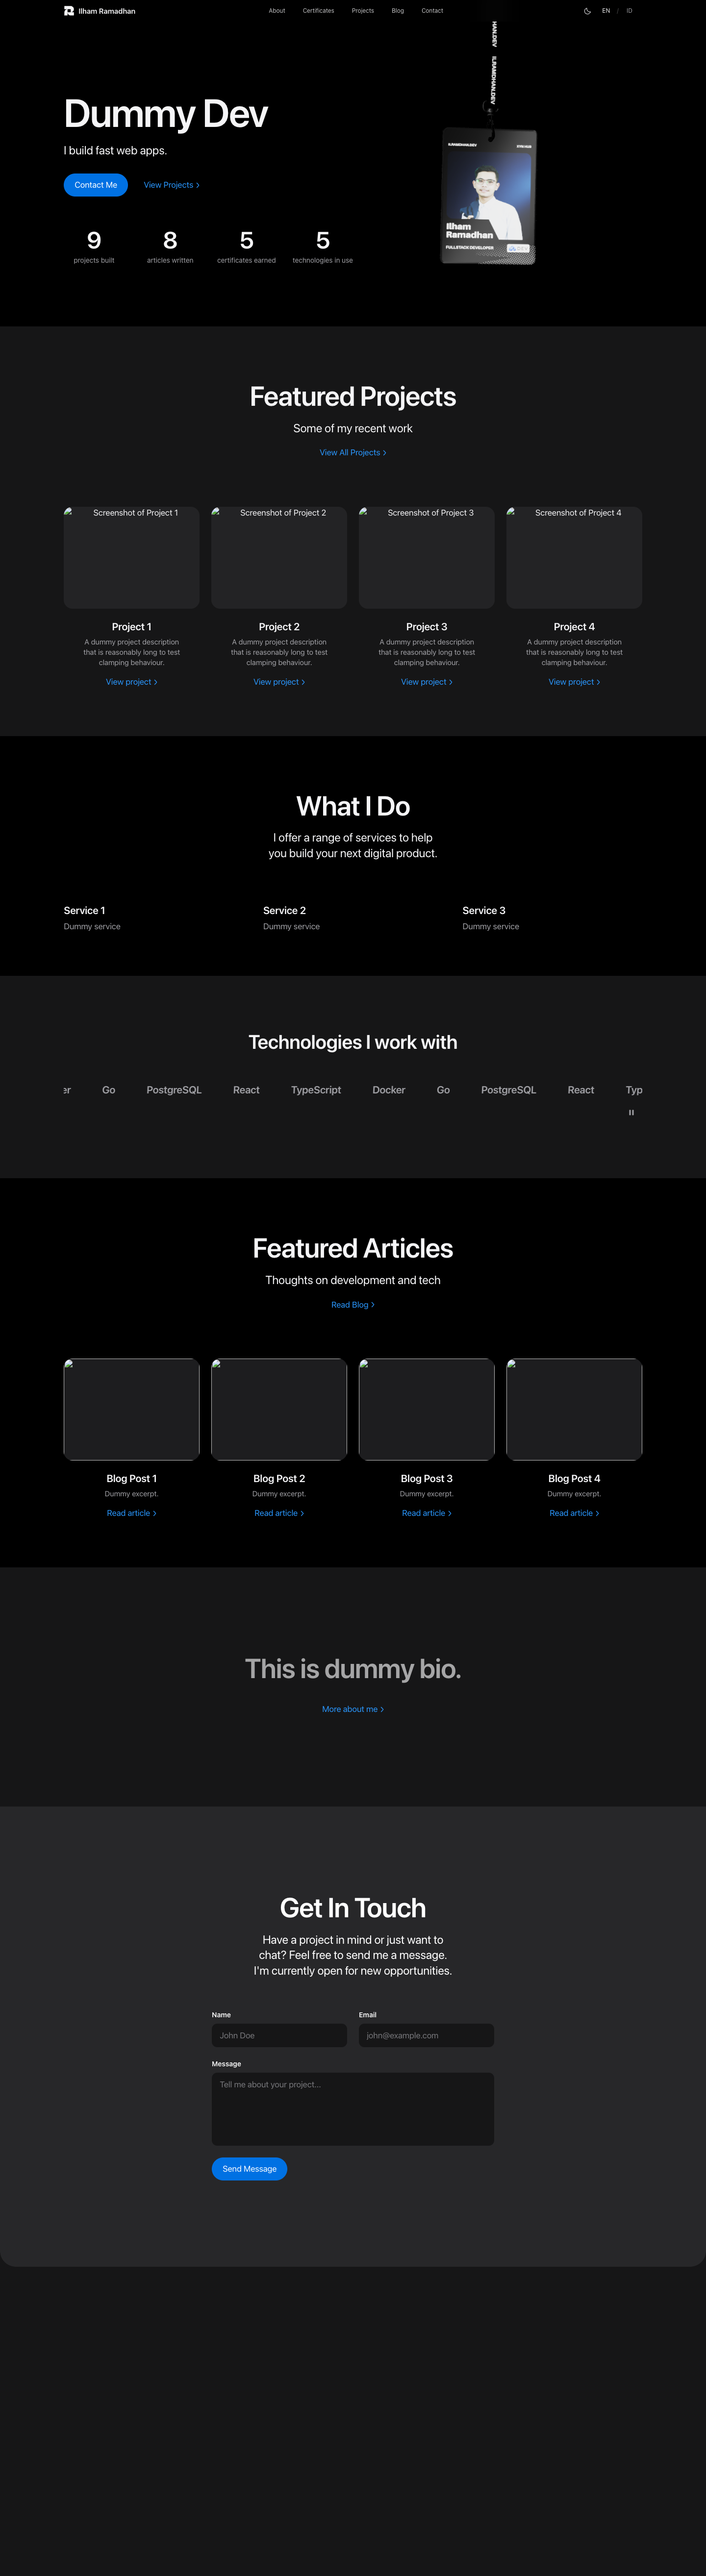 Ilham Ramadhan
About
Certificates
Projects
Blog
Contact
EN / ID
Dummy Dev
I build fast web apps.
Contact Me
View Projects
9
projects built
8
articles written
5
certificates earned
5
technologies in use
Ilham
Ramadhan
FULLSTACK DEVELOPER
Featured Projects
Some of my recent work
View All Projects
Screenshot of Project 1
Screenshot of Project 2
Screenshot of Project 3
Screenshot of Project 4
Project 1
A dummy project description
that is reasonably long to test
clamping behaviour.
View project
Project 2
A dummy project description
that is reasonably long to test
clamping behaviour.
View project
Project 3
A dummy project description
that is reasonably long to test
clamping behaviour.
View project
Project 4
A dummy project description
that is reasonably long to test
clamping behaviour.
View project
What I Do
I offer a range of services to help
you build your next digital product.
Service 1
Dummy service
Service 2
Dummy service
Service 3
Dummy service
Technologies I work with
er Go PostgreSQL React TypeScript Docker Go PostgreSQL React Typ
Featured Articles
Thoughts on development and tech
Read Blog
Blog Post 1
Dummy excerpt.
Read article
Blog Post 2
Dummy excerpt.
Read article
Blog Post 3
Dummy excerpt.
Read article
Blog Post 4
Dummy excerpt.
Read article
This is dummy bio.
More about me
Get In Touch
Have a project in mind or just want to
chat? Feel free to send me a message.
I'm currently open for new opportunities.
Name
John Doe
Email
john@example.com
Message
Tell me about your project...
Send Message